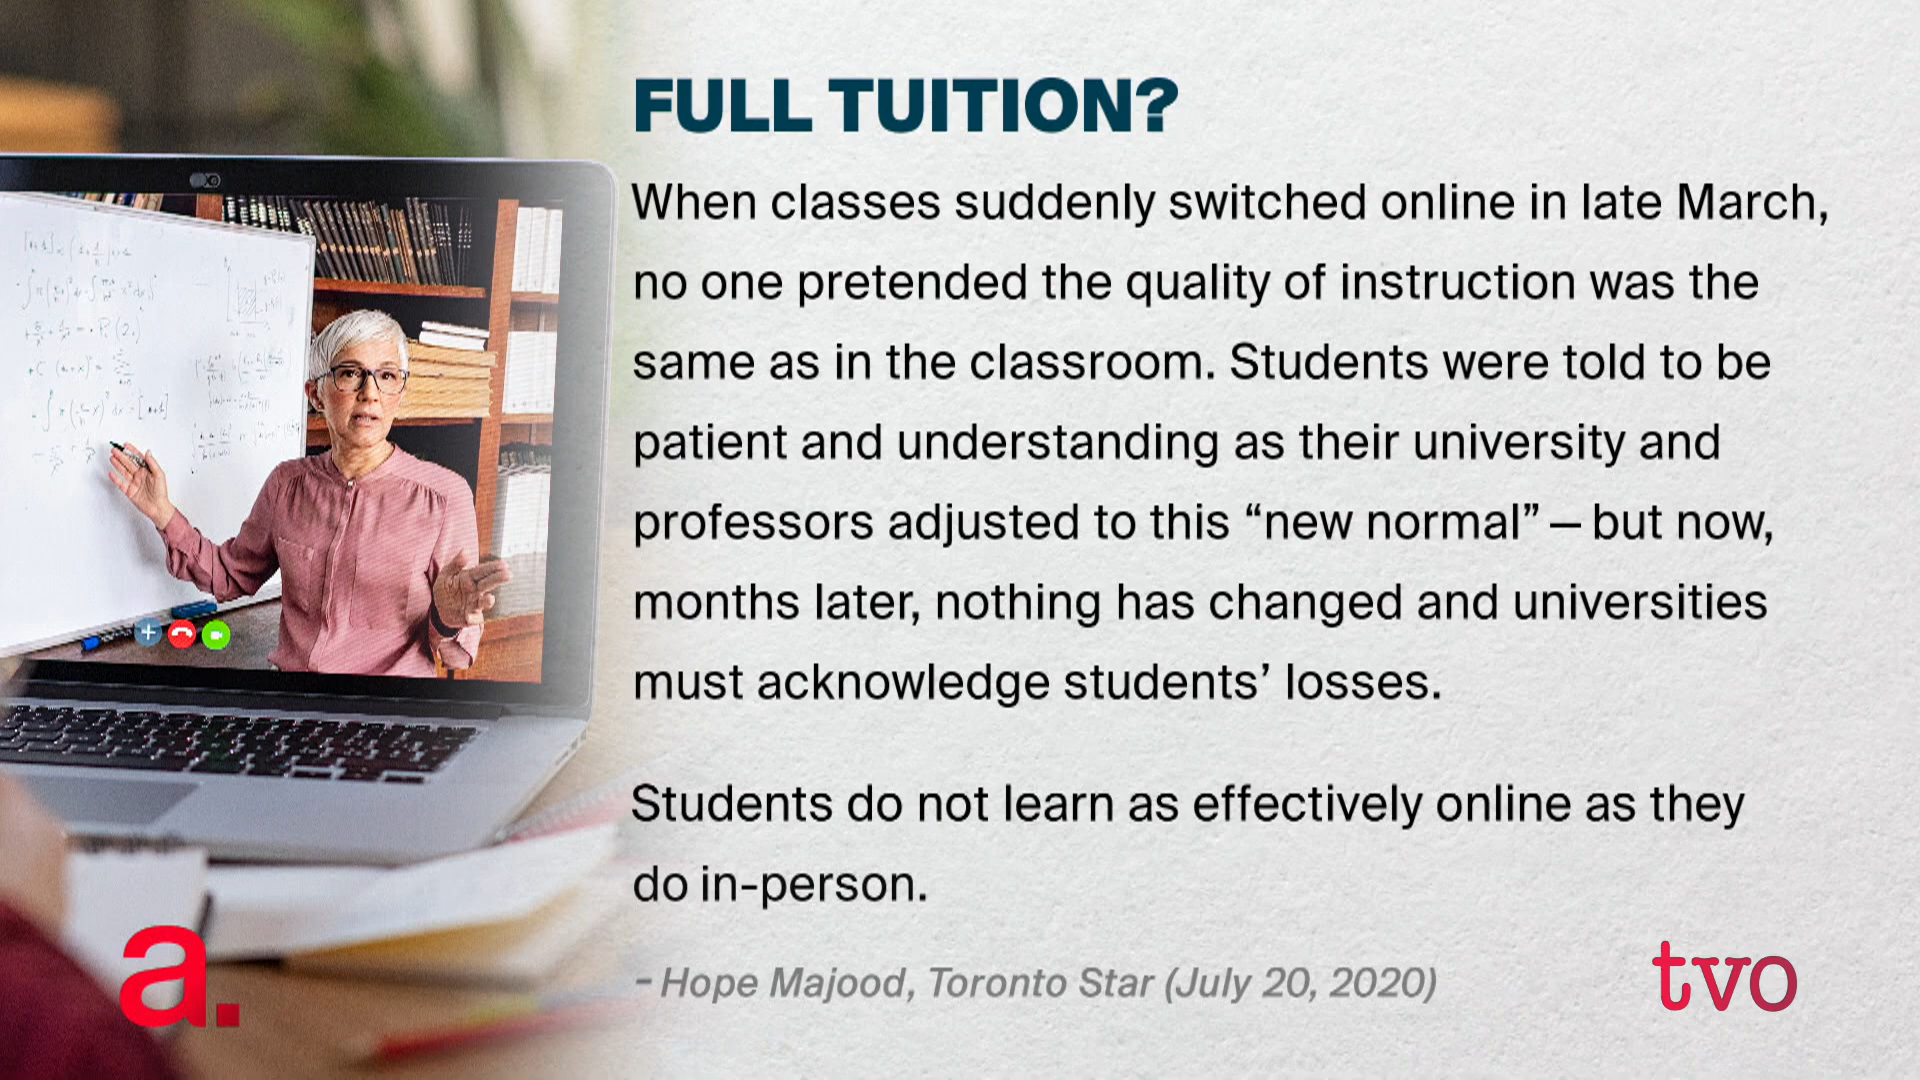 FULL TUITION?
When classes suddenly switched online in late March,
no one pretended the quality of instruction was the
same as in the classroom. Students were told to be
patient and understanding as their university and
professors adjusted to this “new normal” — but now,
months later, nothing has changed and universities
must acknowledge students’ losses.
Students do not learn as effectively online as they
do in-person.
– Hope Majood, Toronto Star (July 20, 2020)
a.
tvo